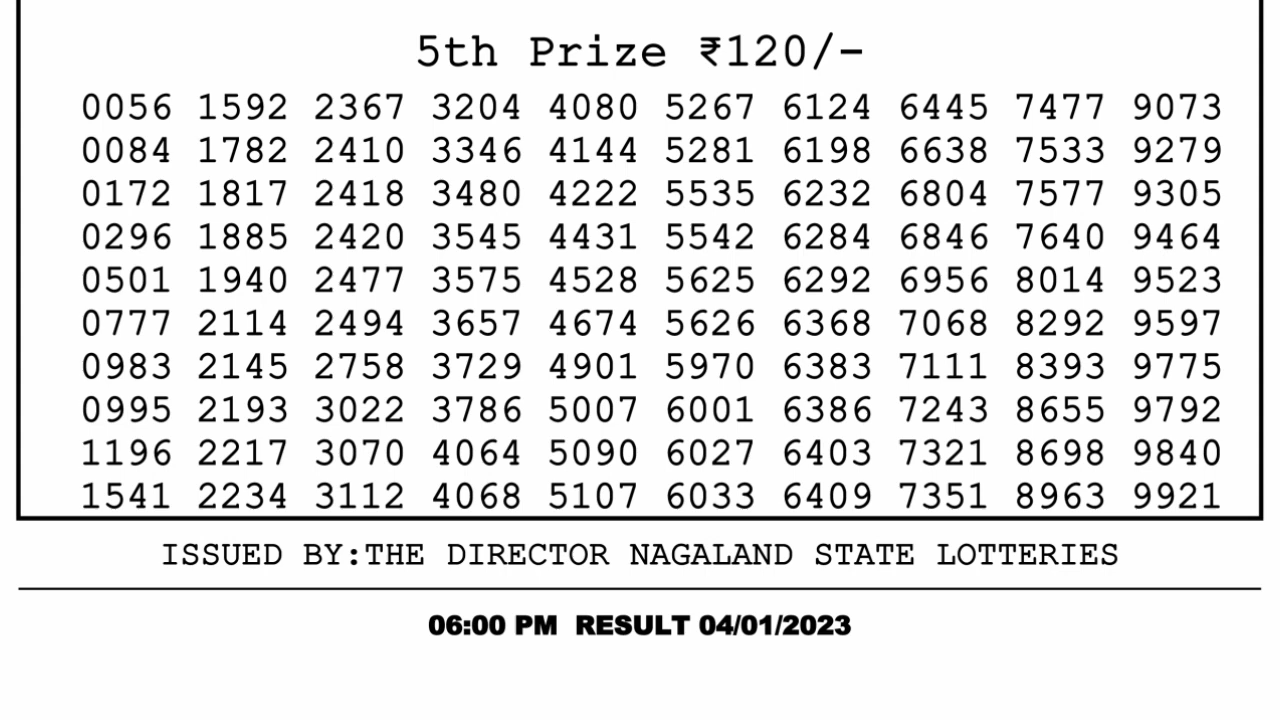 5th Prize ₹120/-
0056 1592 2367 3204 4080 5267 6124 6445 7477 9073
0084 1782 2410 3346 4144 5281 6198 6638 7533 9279
0172 1817 2418 3480 4222 5535 6232 6804 7577 9305
0296 1885 2420 3545 4431 5542 6284 6846 7640 9464
0501 1940 2477 3575 4528 5625 6292 6956 8014 9523
0777 2114 2494 3657 4674 5626 6368 7068 8292 9597
0983 2145 2758 3729 4901 5970 6383 7111 8393 9775
0995 2193 3022 3786 5007 6001 6386 7243 8655 9792
1196 2217 3070 4064 5090 6027 6403 7321 8698 9840
1541 2234 3112 4068 5107 6033 6409 7351 8963 9921
ISSUED BY:THE DIRECTOR NAGALAND STATE LOTTERIES
06:00 PM RESULT 04/01/2023